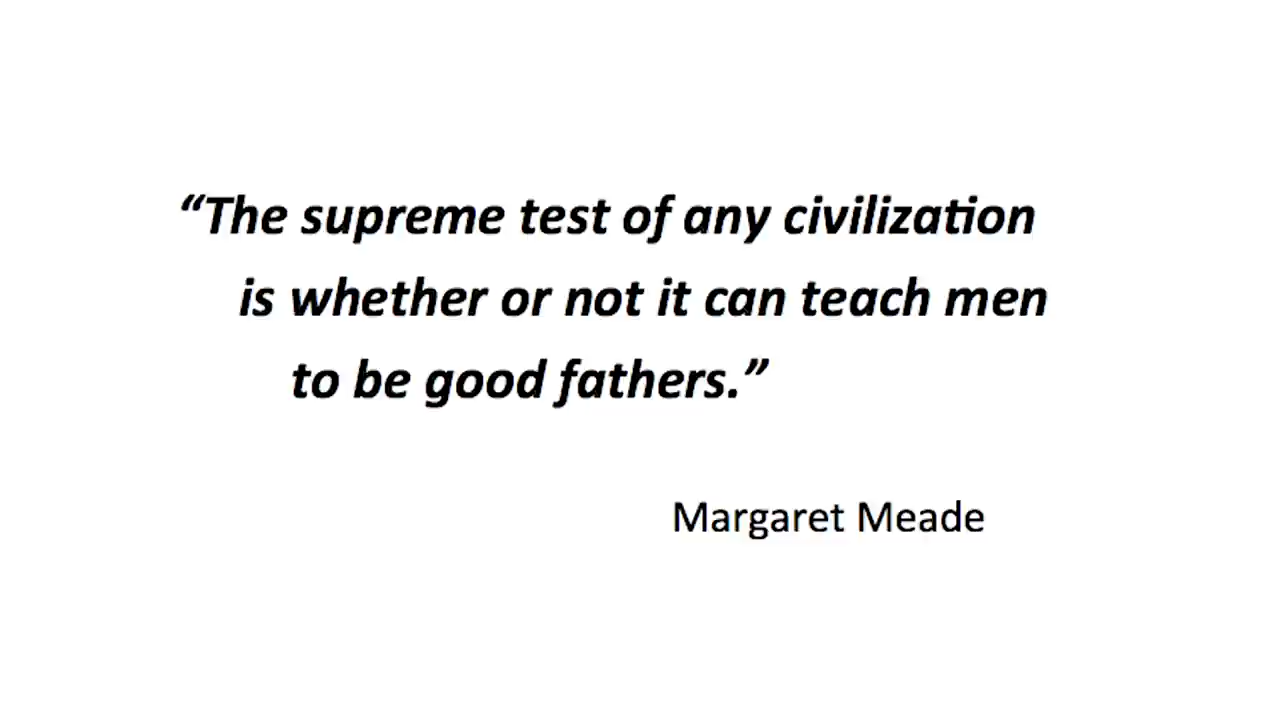 “The supreme test of any civilization
is whether or not it can teach men
to be good fathers.”
Margaret Meade